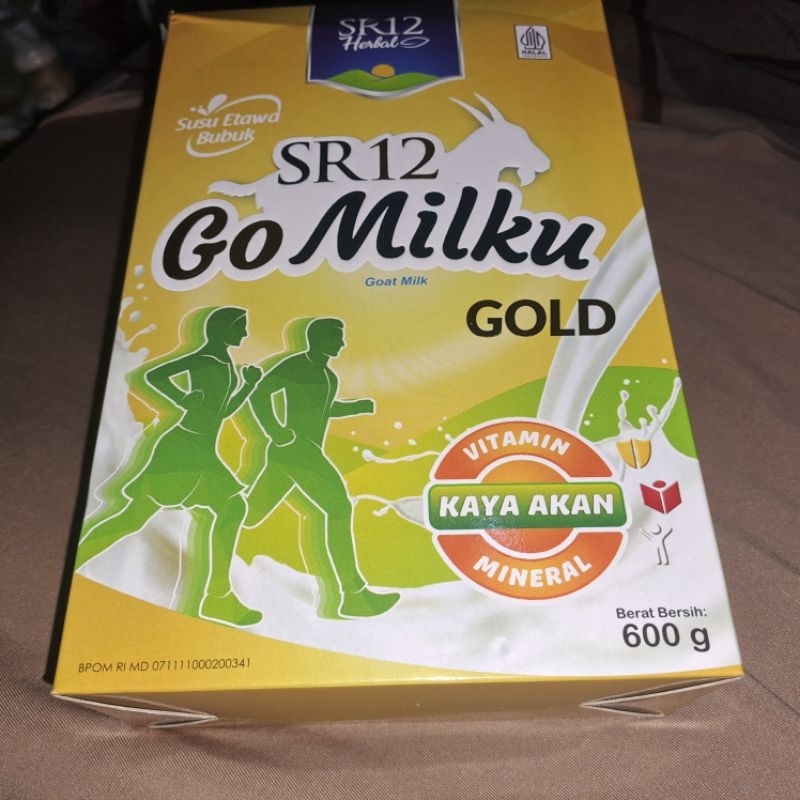 SR12
Herbal
HALAL
Susu Etawa
Bubuk
SR12
Go Milku
Goat Milk
GOLD
VITAMIN
KAYA AKAN
MINERAL
Berat Bersih:
600 g
BPOM RI MD 071111000200341